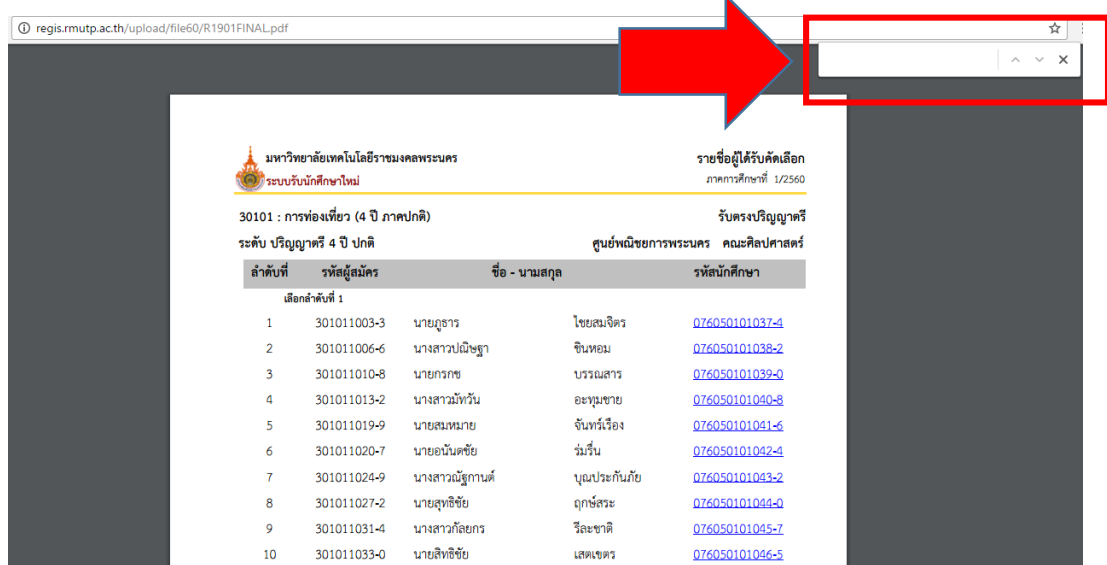 regis.rmutp.ac.th/upload/file60/R1901FINAL.pdf
มหาวิทยาลัยเทคโนโลยีราชมงคลพระนคร รายชื่อผู้ได้รับคัดเลือก
ระบบรับนักศึกษาใหม่ ภาคการศึกษาที่ 1/2560
30101 : การท่องเที่ยว (4 ปี ภาคปกติ) รับตรงปริญญาตรี
ระดับ ปริญญาตรี 4 ปี ปกติ ศูนย์พณิชยการพระนคร คณะศิลปศาสตร์
ลำดับที่ รหัสผู้สมัคร ชื่อ - นามสกุล รหัสนักศึกษา
เลือกลำดับที่ 1
1 301011003-3 นายภูธาร ไชยสมจิตร 076050101037-4
2 301011006-6 นางสาวปณิษฐา ชินหอม 076050101038-2
3 301011010-8 นายกรกช บรรณสาร 076050101039-0
4 301011013-2 นางสาวมัทวัน อะทุมชาย 076050101040-8
5 301011019-9 นายสมหมาย จันทร์เรือง 076050101041-6
6 301011020-7 นายอนันตชัย ร่มรื่น 076050101042-4
7 301011024-9 นางสาวณัฐกานต์ บุณประกันภัย 076050101043-2
8 301011027-2 นายสุทธิชัย ฤกษ์สระ 076050101044-0
9 301011031-4 นางสาวกัลยกร รีละชาติ 076050101045-7
10 301011033-0 นายสิทธิชัย เสตเขตร 076050101046-5